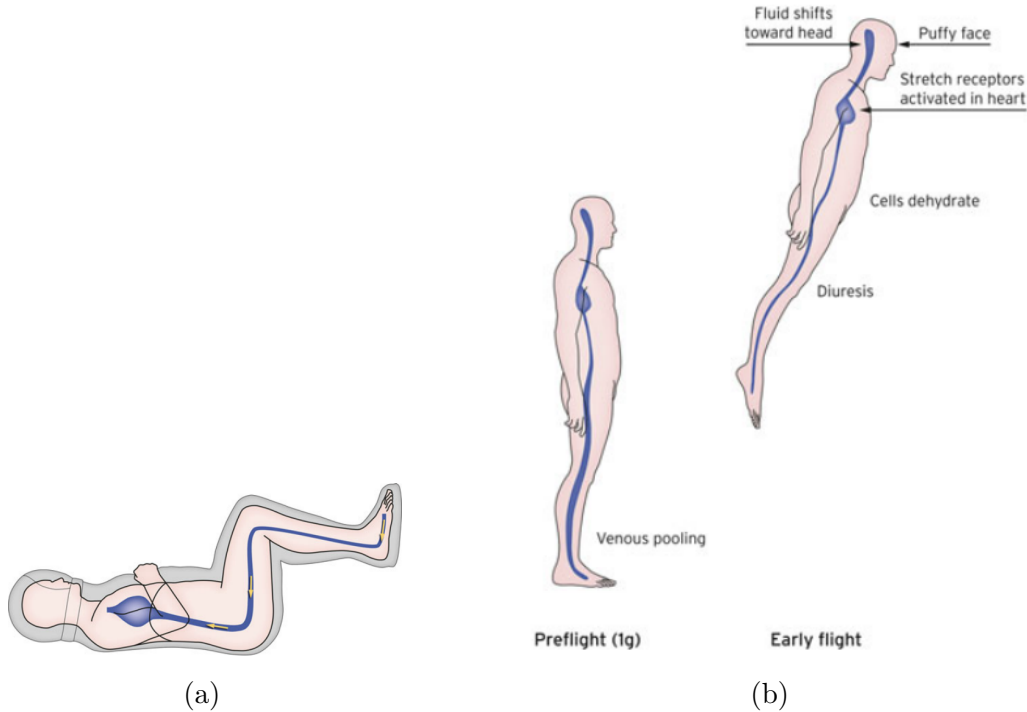 Fluid shifts
toward head
Puffy face
Stretch receptors
activated in heart
Cells dehydrate
Diuresis
Venous pooling
Preflight (1g)
Early flight
(a)
(b)